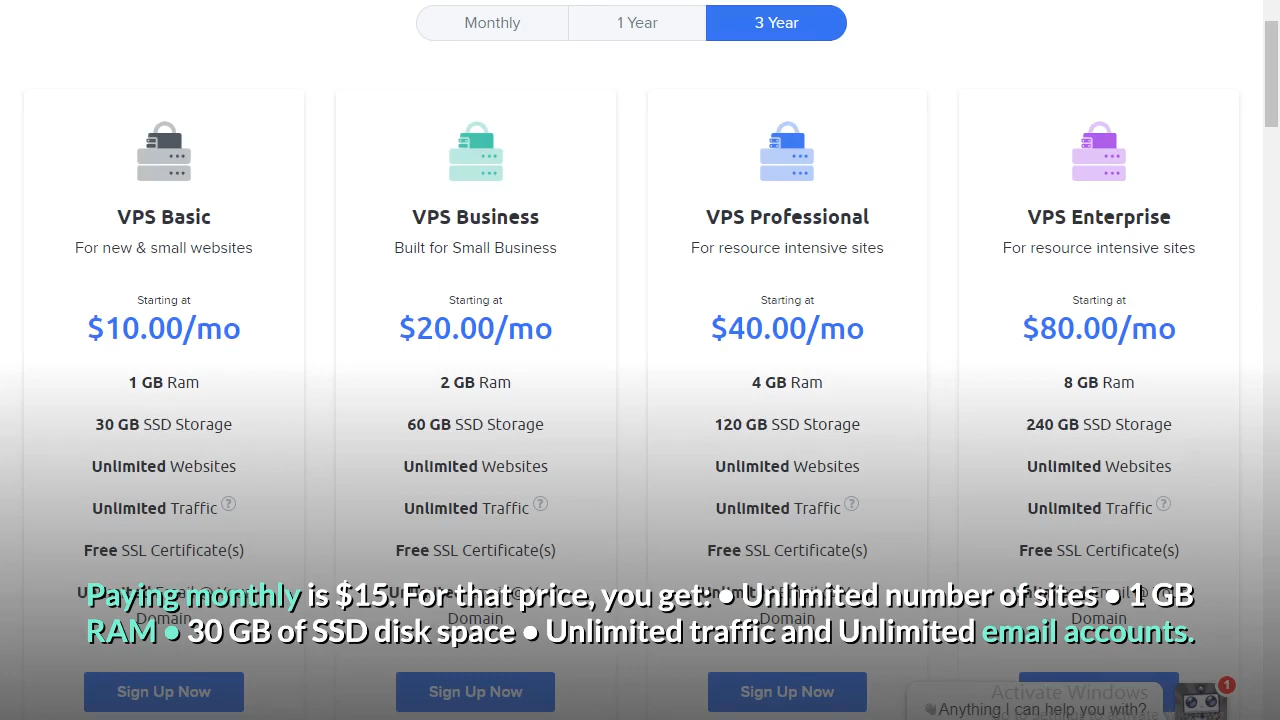 Monthly
1 Year
3 Year
VPS Basic
For new & small websites
Starting at
$10.00/mo
1 GB Ram
30 GB SSD Storage
Unlimited Websites
Unlimited Traffic ?
Free SSL Certificate(s)
Domain
Sign Up Now
VPS Business
Built for Small Business
Starting at
$20.00/mo
2 GB Ram
60 GB SSD Storage
Unlimited Websites
Unlimited Traffic ?
Free SSL Certificate(s)
Domain
Sign Up Now
VPS Professional
For resource intensive sites
Starting at
$40.00/mo
4 GB Ram
120 GB SSD Storage
Unlimited Websites
Unlimited Traffic ?
Free SSL Certificate(s)
Domain
Sign Up Now
VPS Enterprise
For resource intensive sites
Starting at
$80.00/mo
8 GB Ram
240 GB SSD Storage
Unlimited Websites
Unlimited Traffic ?
Free SSL Certificate(s)
Domain
Paying monthly is $15. For that price, you get: • Unlimited number of sites • 1 GB
RAM • 30 GB of SSD disk space • Unlimited traffic and Unlimited email accounts.
Activate Windows
Anything I can help you with?
1